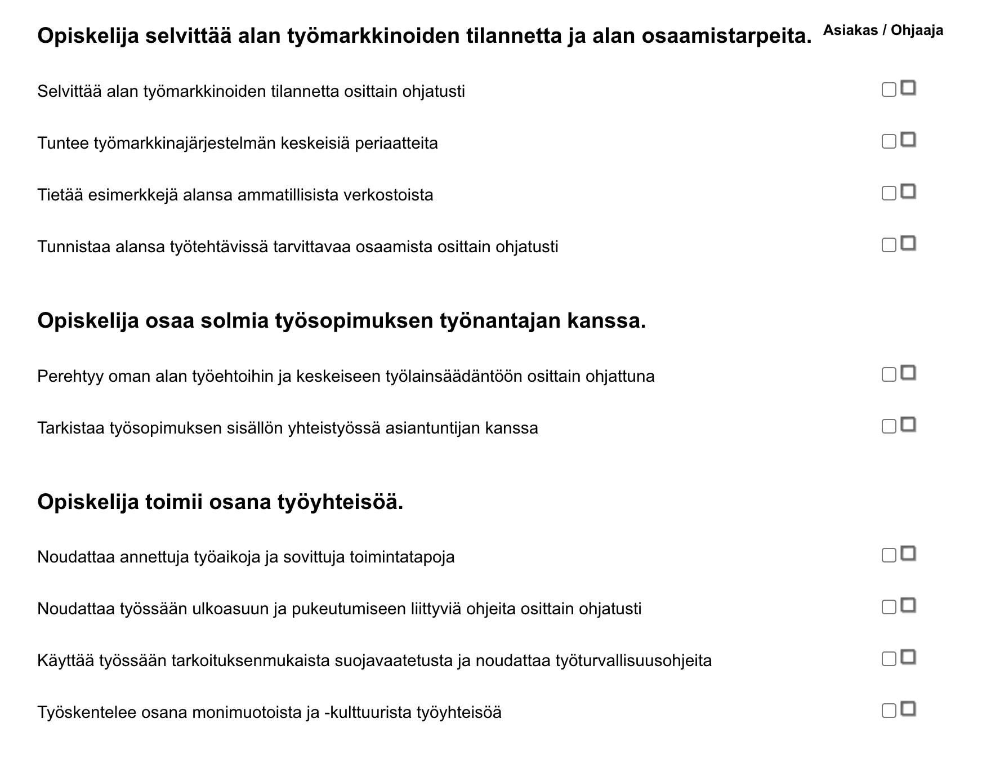 Opiskelija selvittää alan työmarkkinoiden tilannetta ja alan osaamistarpeita. Asiakas / Ohjaaja
Selvittää alan työmarkkinoiden tilannetta osittain ohjatusti
Tuntee työmarkkinajärjestelmän keskeisiä periaatteita
Tietää esimerkkejä alansa ammatillisista verkostoista
Tunnistaa alansa työtehtävissä tarvittavaa osaamista osittain ohjatusti
Opiskelija osaa solmia työsopimuksen työnantajan kanssa.
Perehtyy oman alan työehtoihin ja keskeiseen työlainsäädäntöön osittain ohjattuna
Tarkistaa työsopimuksen sisällön yhteistyössä asiantuntijan kanssa
Opiskelija toimii osana työyhteisöä.
Noudattaa annettuja työaikoja ja sovittuja toimintatapoja
Noudattaa työssään ulkoasuun ja pukeutumiseen liittyviä ohjeita osittain ohjatusti
Käyttää työssään tarkoituksenmukaista suojavaatetusta ja noudattaa työturvallisuusohjeita
Työskentelee osana monimuotoista ja -kulttuurista työyhteisöä